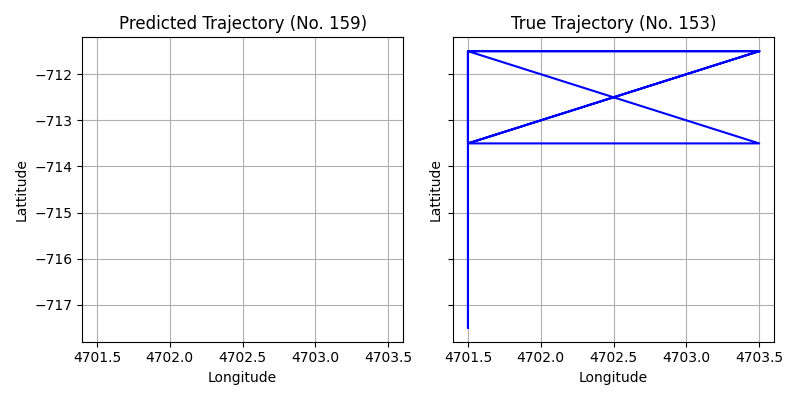 Predicted Trajectory (No. 159)
True Trajectory (No. 153)
−712
−713
−714
−715
−716
−717
Lattitude
Lattitude
4701.5 4702.0 4702.5 4703.0 4703.5
4701.5 4702.0 4702.5 4703.0 4703.5
Longitude
Longitude